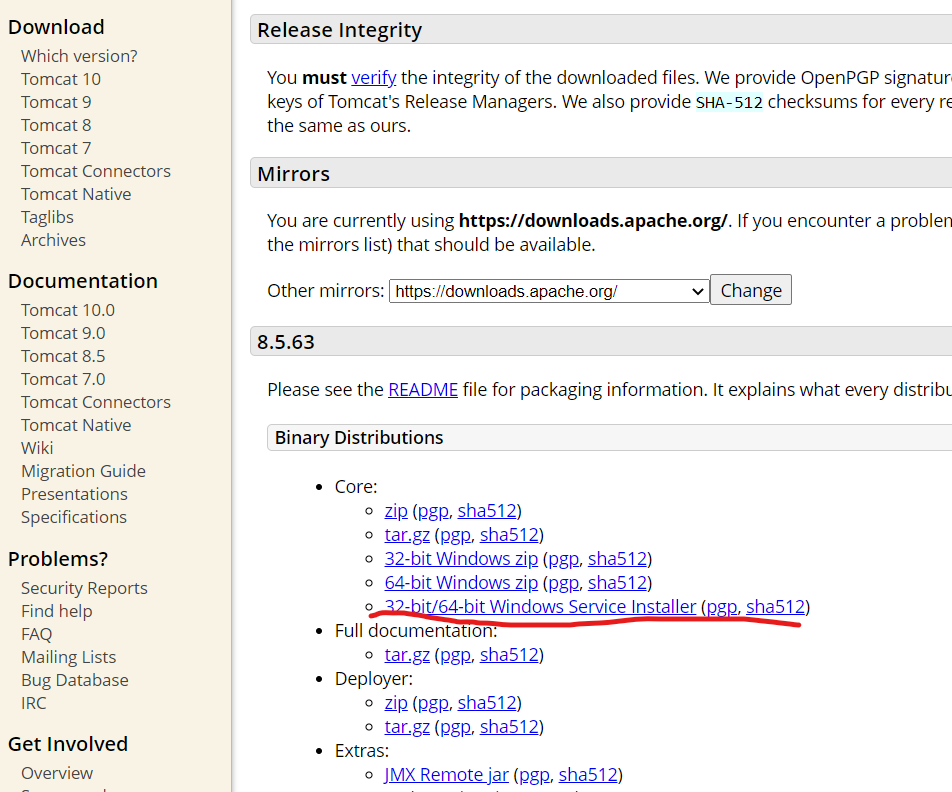 Download
Which version?
Tomcat 10
Tomcat 9
Tomcat 8
Tomcat 7
Tomcat Connectors
Tomcat Native
Taglibs
Archives
Documentation
Tomcat 10.0
Tomcat 9.0
Tomcat 8.5
Tomcat 7.0
Tomcat Connectors
Tomcat Native
Wiki
Migration Guide
Presentations
Specifications
Problems?
Security Reports
Find help
FAQ
Mailing Lists
Bug Database
IRC
Get Involved
Overview
Release Integrity
You must verify the integrity of the downloaded files. We provide OpenPGP
keys of Tomcat's Release Managers. We also provide SHA-512 checksums for every
the same as ours.
Mirrors
You are currently using https://downloads.apache.org/. If you encounter a
the mirrors list) that should be available.
Other mirrors: https://downloads.apache.org/ Change
8.5.63
Please see the README file for packaging information. It explains what every
Binary Distributions
• Core:
zip (pgp, sha512)
tar.gz (pgp, sha512)
32-bit Windows zip (pgp, sha512)
64-bit Windows zip (pgp, sha512)
32-bit/64-bit Windows Service Installer (pgp, sha512)
• Full documentation:
tar.gz (pgp, sha512)
• Deployer:
zip (pgp, sha512)
tar.gz (pgp, sha512)
• Extras:
JMX Remote jar (pgp, sha512)